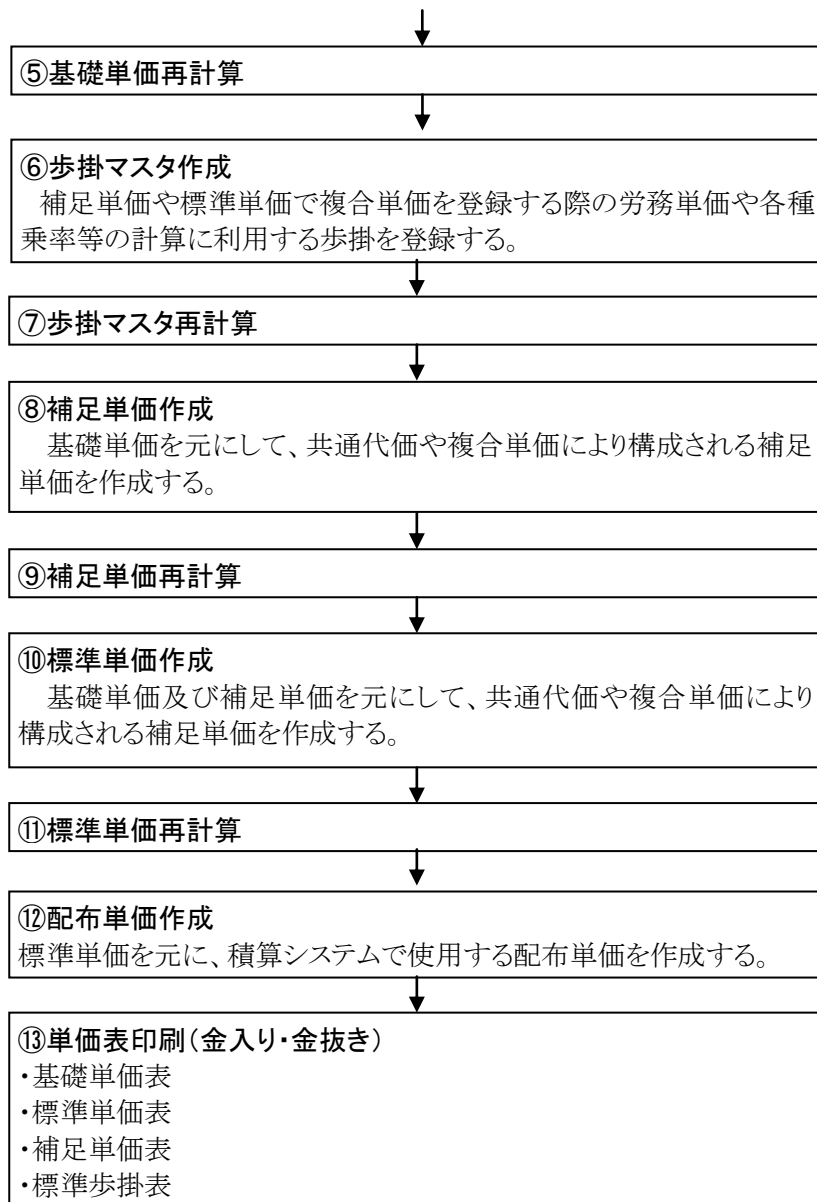 ⑤基礎単価再計算
⑥歩掛マスタ作成
補足単価や標準単価で複合単価を登録する際の労務単価や各種
乗率等の計算に利用する歩掛を登録する。
⑦歩掛マスタ再計算
⑧補足単価作成
基礎単価を元にして、共通代価や複合単価により構成される補足
単価を作成する。
⑨補足単価再計算
⑩標準単価作成
基礎単価及び補足単価を元にして、共通代価や複合単価により
構成される補足単価を作成する。
⑪標準単価再計算
⑫配布単価作成
標準単価を元に、積算システムで使用する配布単価を作成する。
⑬単価表印刷(金入り・金抜き)
・基礎単価表
・標準単価表
・補足単価表
・標準歩掛表